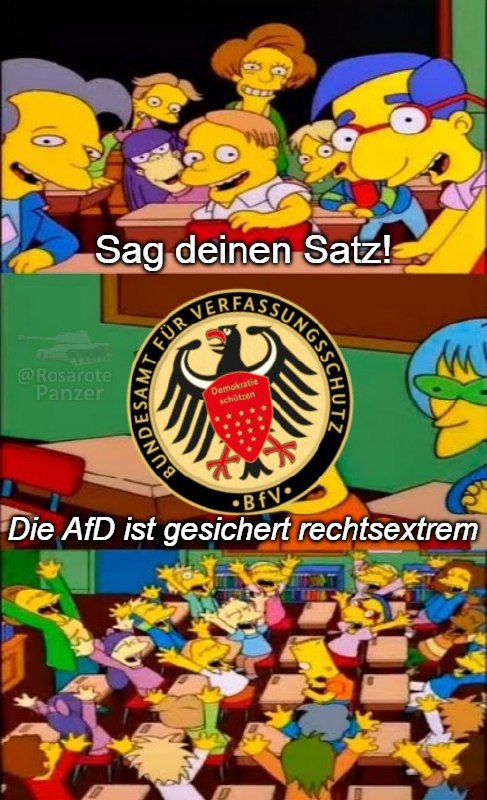 Sag deinen Satz!
@Rosarote
Panzer
BUNDESAMT FÜR VERFASSUNGSSCHUTZ
Demokratie
schützen
•BfV•
Die AfD ist gesichert rechtsextrem